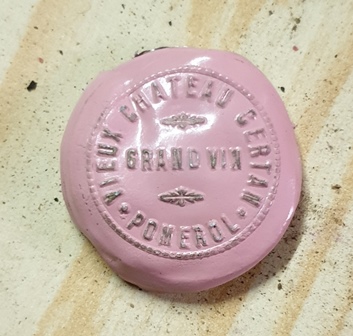 VIEUX CHATEAU CERTAN
GRAND VIN
POMEROL